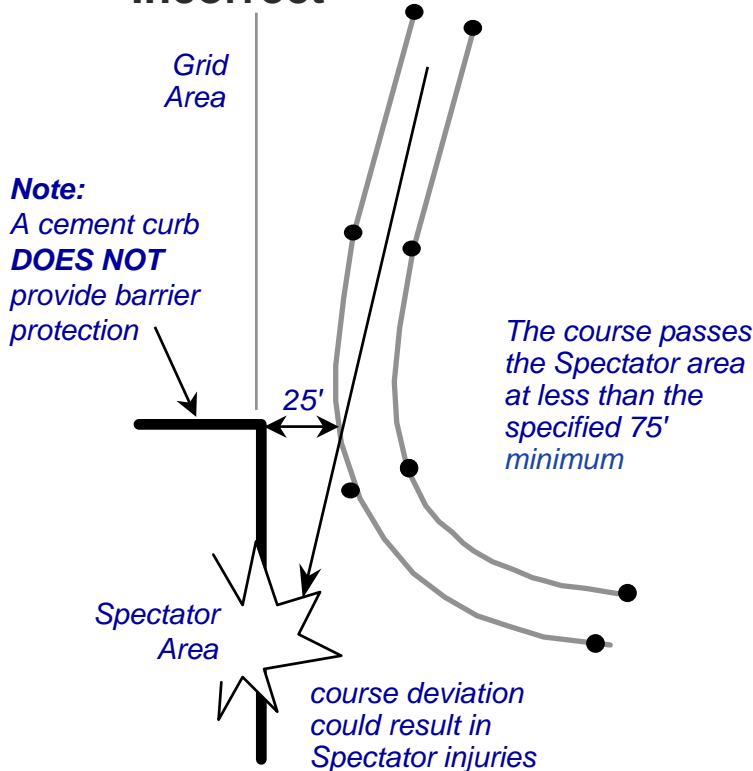 Incorrect
Grid
Area
Note:
A cement curb
DOES NOT
provide barrier
protection
25'
The course passes
the Spectator area
at less than the
specified 75'
minimum
Spectator
Area
course deviation
could result in
Spectator injuries